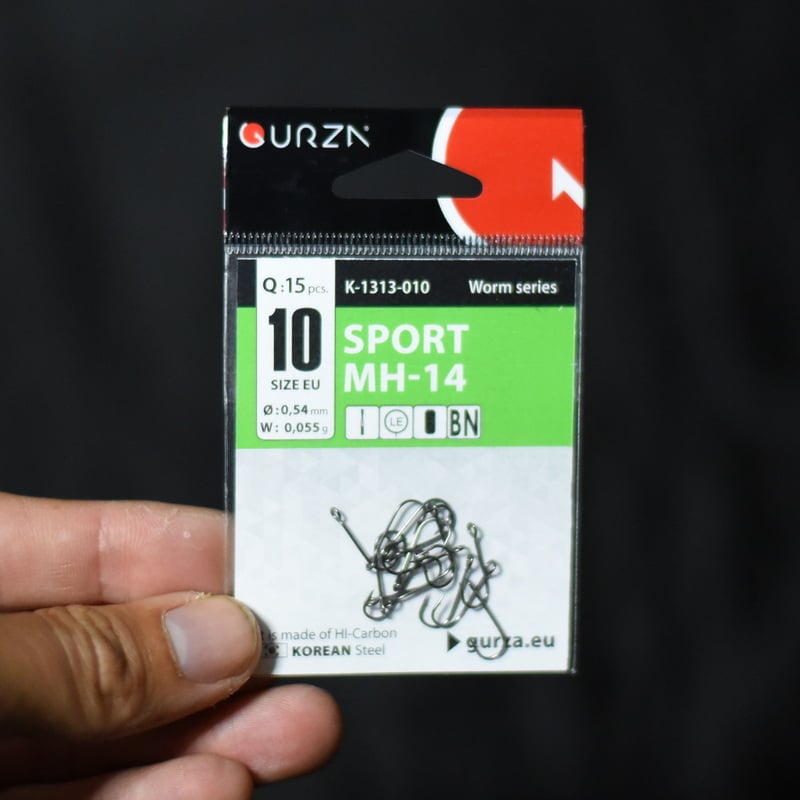 GURZA
Q:15 pcs.
K-1313-010
Worm series
10
SIZE EU
Ø:0,54 mm
W: 0,055 g
SPORT
MH-14
LE
BN
is made of HI-Carbon
KOREAN Steel
gurza.eu